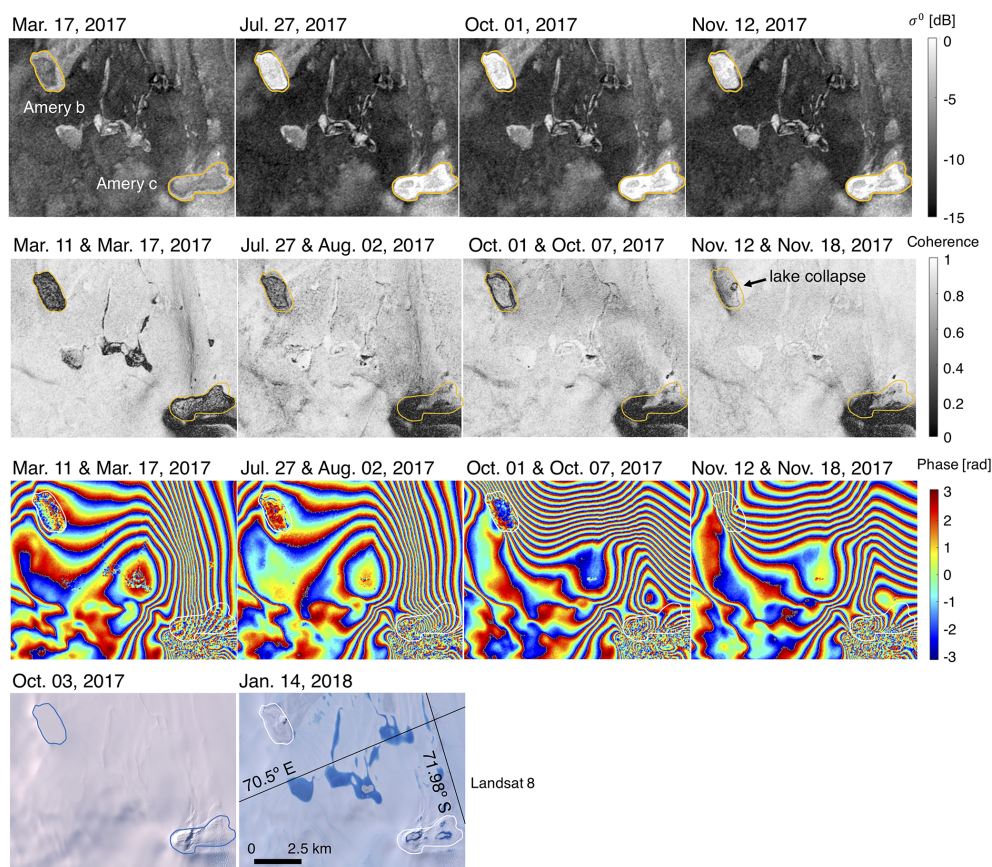 Mar. 17, 2017 Jul. 27, 2017 Oct. 01, 2017 Nov. 12, 2017 σ⁰ [dB]
0
Amery b
-5
-10
Amery c
-15
Mar. 11 & Mar. 17, 2017 Jul. 27 & Aug. 02, 2017 Oct. 01 & Oct. 07, 2017 Nov. 12 & Nov. 18, 2017 Coherence
1
lake collapse
0.8
0.6
0.4
0.2
0
Mar. 11 & Mar. 17, 2017 Jul. 27 & Aug. 02, 2017 Oct. 01 & Oct. 07, 2017 Nov. 12 & Nov. 18, 2017 Phase [rad]
3
2
1
0
-1
-2
-3
Oct. 03, 2017 Jan. 14, 2018
70.5° E
71.98° S
Landsat 8
0 2.5 km